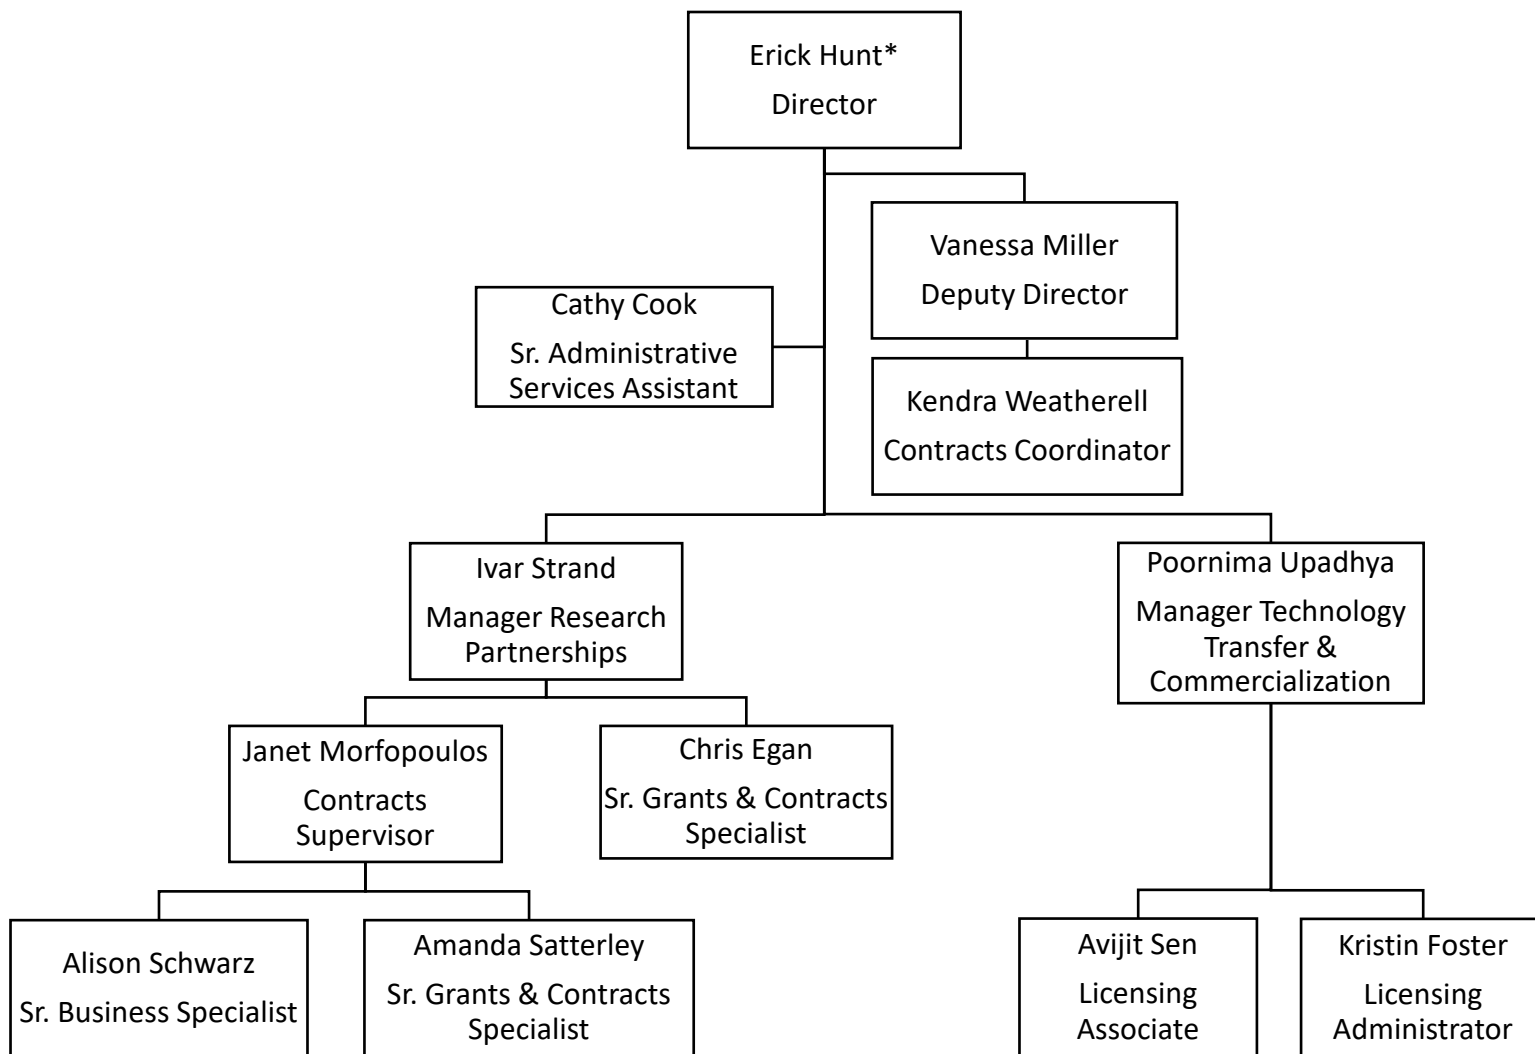 Erick Hunt*
Director
Vanessa Miller
Deputy Director
Cathy Cook
Sr. Administrative
Services Assistant
Kendra Weatherell
Contracts Coordinator
Ivar Strand
Manager Research
Partnerships
Poornima Upadhya
Manager Technology
Transfer &
Commercialization
Janet Morfopoulos
Contracts
Supervisor
Chris Egan
Sr. Grants & Contracts
Specialist
Alison Schwarz
Sr. Business Specialist
Amanda Satterley
Sr. Grants & Contracts
Specialist
Avijit Sen
Licensing
Associate
Kristin Foster
Licensing
Administrator